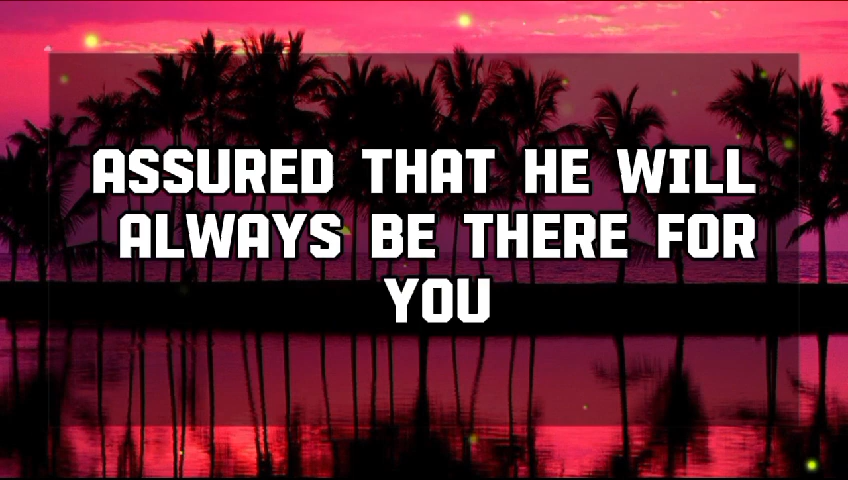 ASSURED THAT HE WILL
ALWAYS BE THERE FOR
YOU